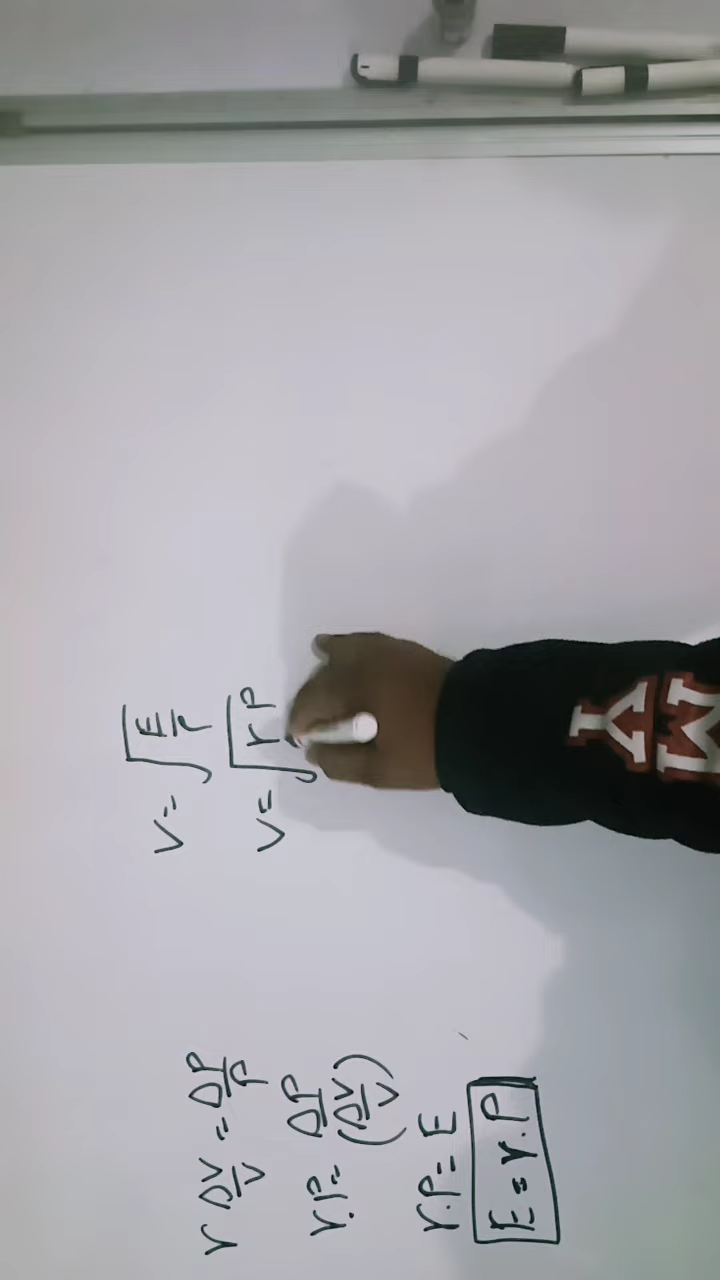 γ ΔV/V = ΔP/P
γ.P = ΔP/(ΔV/V)
γ.P = E
E = γ.P
V = √(E/ρ)
V = √(γP